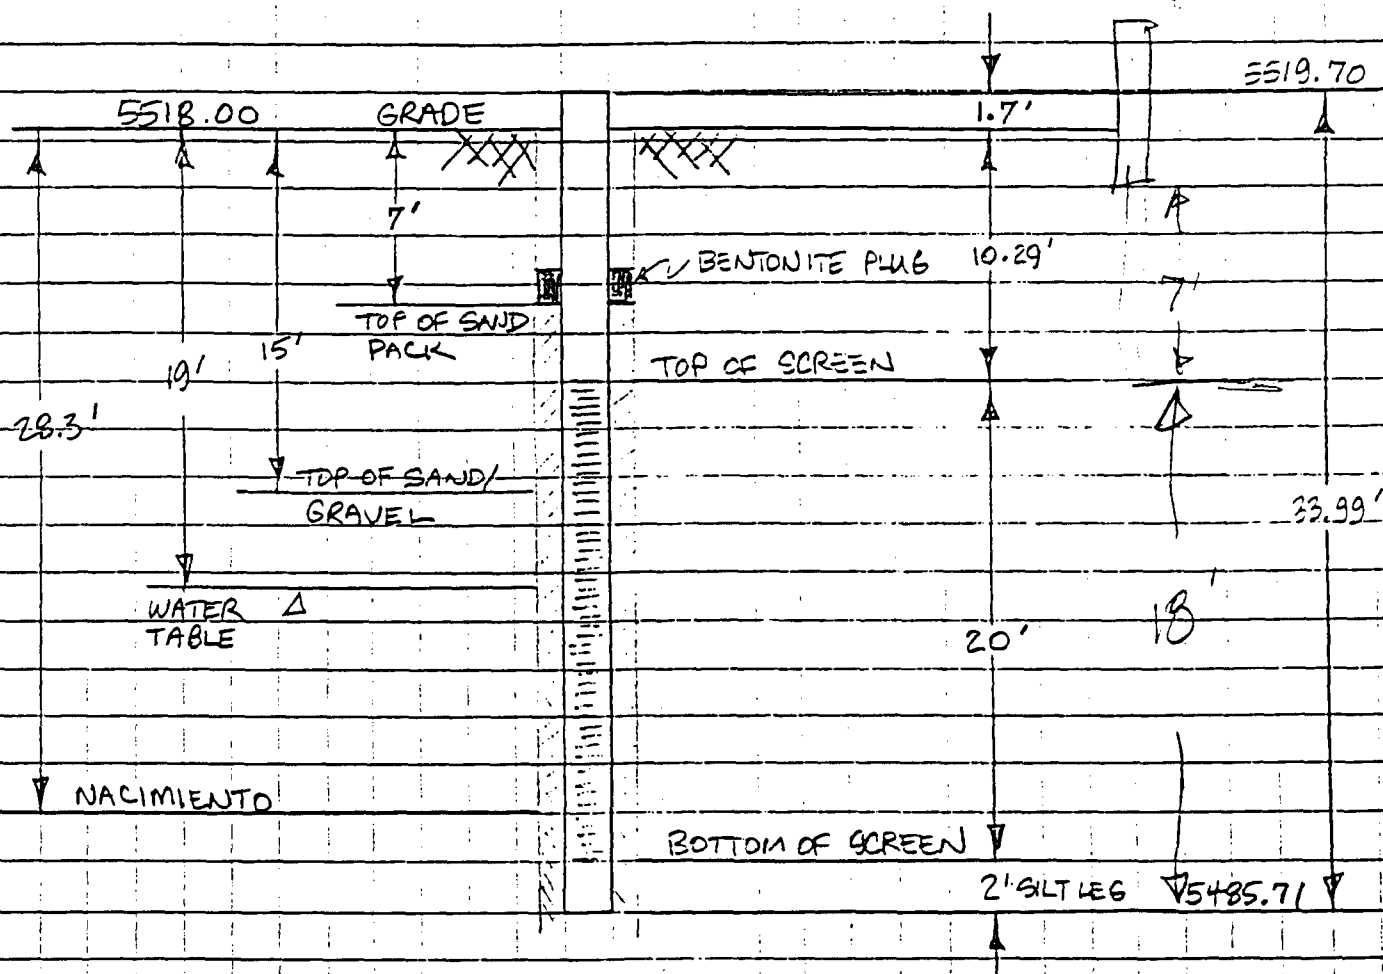 5519.70
5518.00 GRADE 1.7'
7'
BENTONITE PLUG 10.29'
7'
TOP OF SAND
PACK
15'
19'
TOP OF SCREEN
28.3'
TOP OF SAND/
GRAVEL
33.99'
WATER
TABLE
20'
18'
NACIMIENTO
BOTTOM OF SCREEN
2' SILT LEG 5485.71